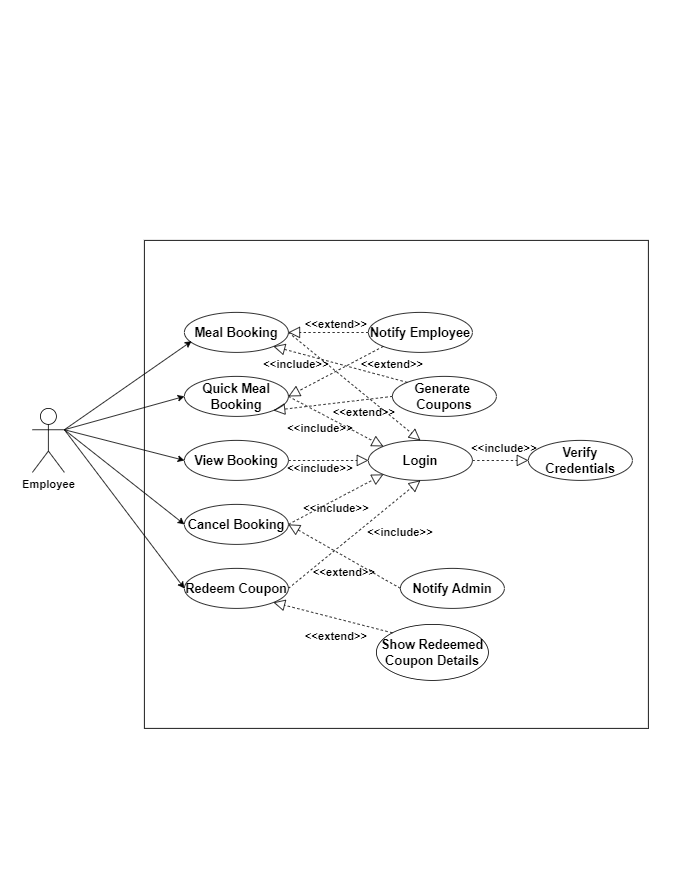 <<extend>>
Meal Booking
Notify Employee
<<include>>
<<extend>>
Quick Meal
Booking
Generate
Coupons
<<extend>>
<<include>>
<<include>>
Verify
Credentials
View Booking
Login
<<include>>
Employee
<<include>>
Cancel Booking
<<include>>
<<extend>>
Redeem Coupon
Notify Admin
<<extend>>
Show Redeemed
Coupon Details